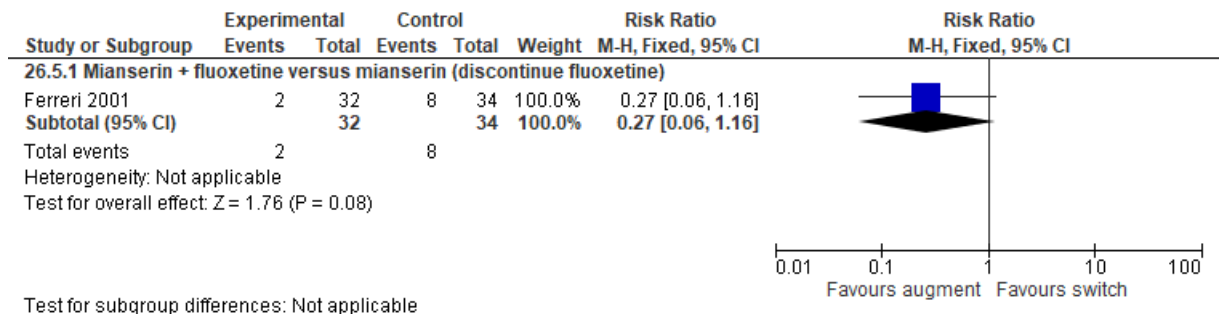 Experimental Control Risk Ratio Risk Ratio
Study or Subgroup Events Total Events Total Weight M-H, Fixed, 95% CI M-H, Fixed, 95% CI
26.5.1 Mianserin + fluoxetine versus mianserin (discontinue fluoxetine)
Ferreri 2001 2 32 8 34 100.0% 0.27 [0.06, 1.16]
Subtotal (95% CI) 32 34 100.0% 0.27 [0.06, 1.16]
Total events 2 8
Heterogeneity: Not applicable
Test for overall effect: Z = 1.76 (P = 0.08)
0.01 0.1 1 10 100
Favours augment Favours switch
Test for subgroup differences: Not applicable